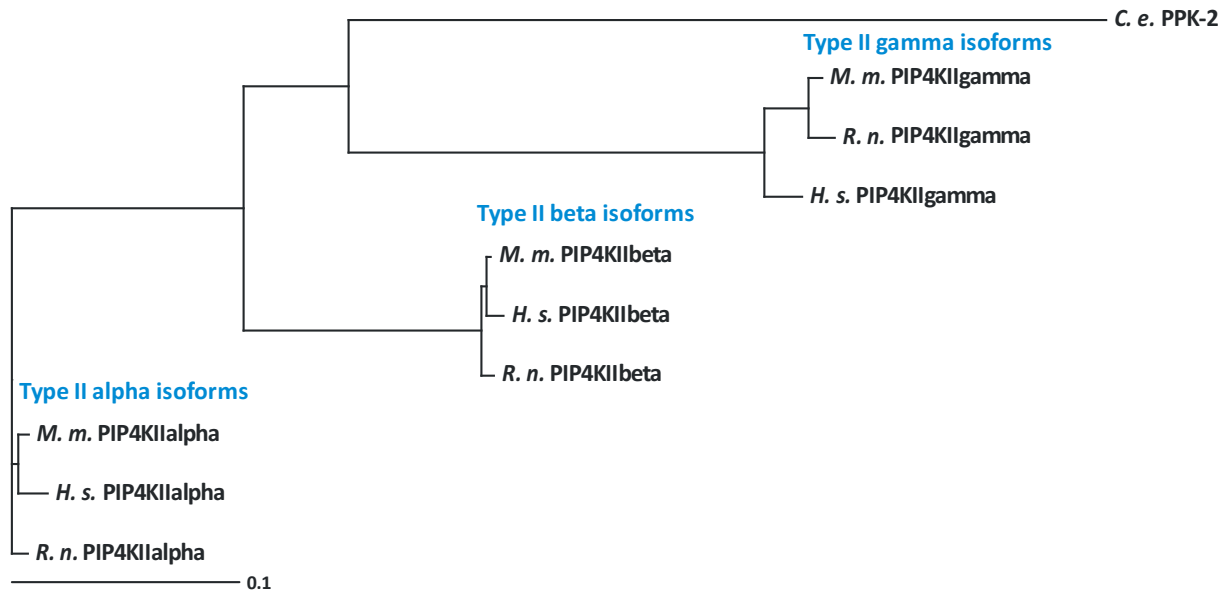 C. e. PPK-2
Type II gamma isoforms
M. m. PIP4KIIgamma
R. n. PIP4KIIgamma
H. s. PIP4KIIgamma
Type II beta isoforms
M. m. PIP4KIIbeta
H. s. PIP4KIIbeta
R. n. PIP4KIIbeta
Type II alpha isoforms
M. m. PIP4KIIalpha
H. s. PIP4KIIalpha
R. n. PIP4KIIalpha
0.1